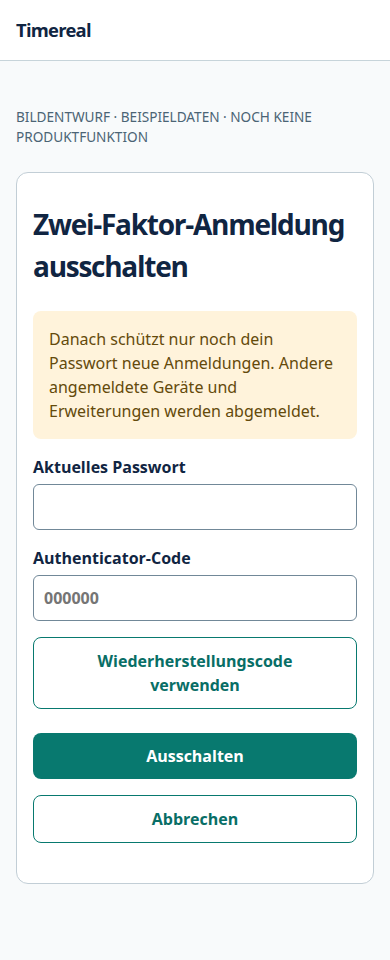 Timereal
BILDENTWURF · BEISPIELDATEN · NOCH KEINE
PRODUKTFUNKTION
Zwei-Faktor-Anmeldung
ausschalten
Danach schützt nur noch dein
Passwort neue Anmeldungen. Andere
angemeldete Geräte und
Erweiterungen werden abgemeldet.
Aktuelles Passwort
Authenticator-Code
000000
Wiederherstellungscode
verwenden
Ausschalten
Abbrechen